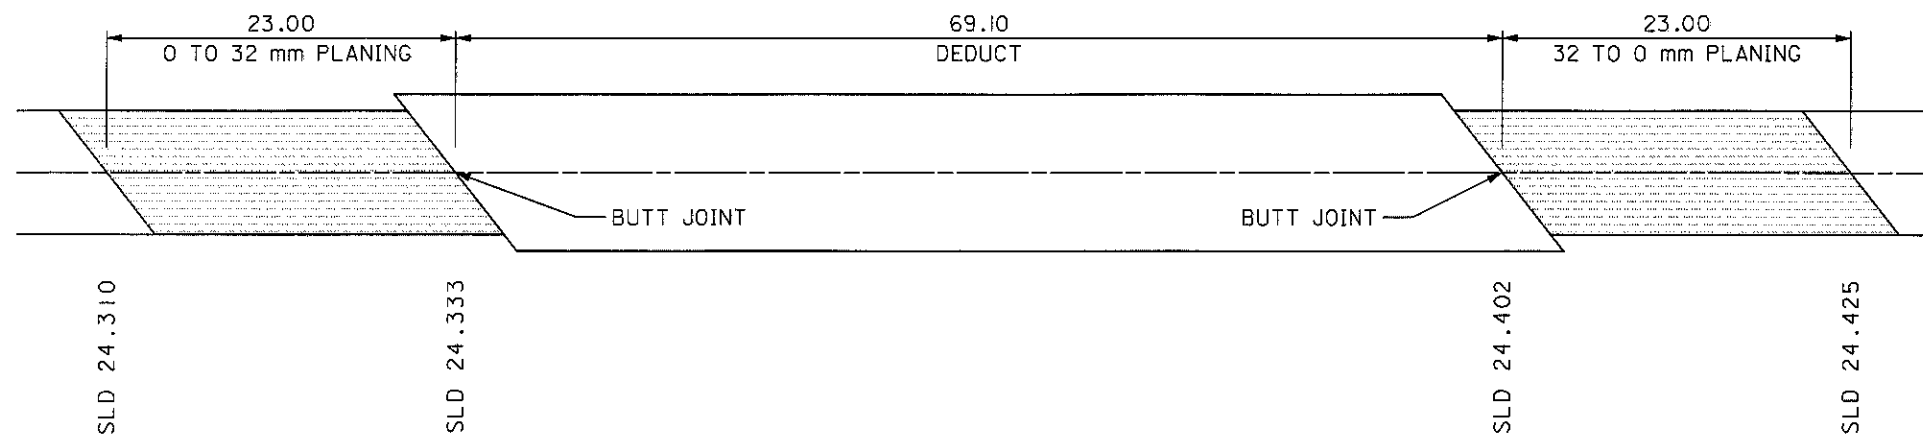 23.00
0 TO 32 mm PLANING
69.10
DEDUCT
23.00
32 TO 0 mm PLANING
BUTT JOINT
BUTT JOINT
SLD 24.310
SLD 24.333
SLD 24.402
SLD 24.425